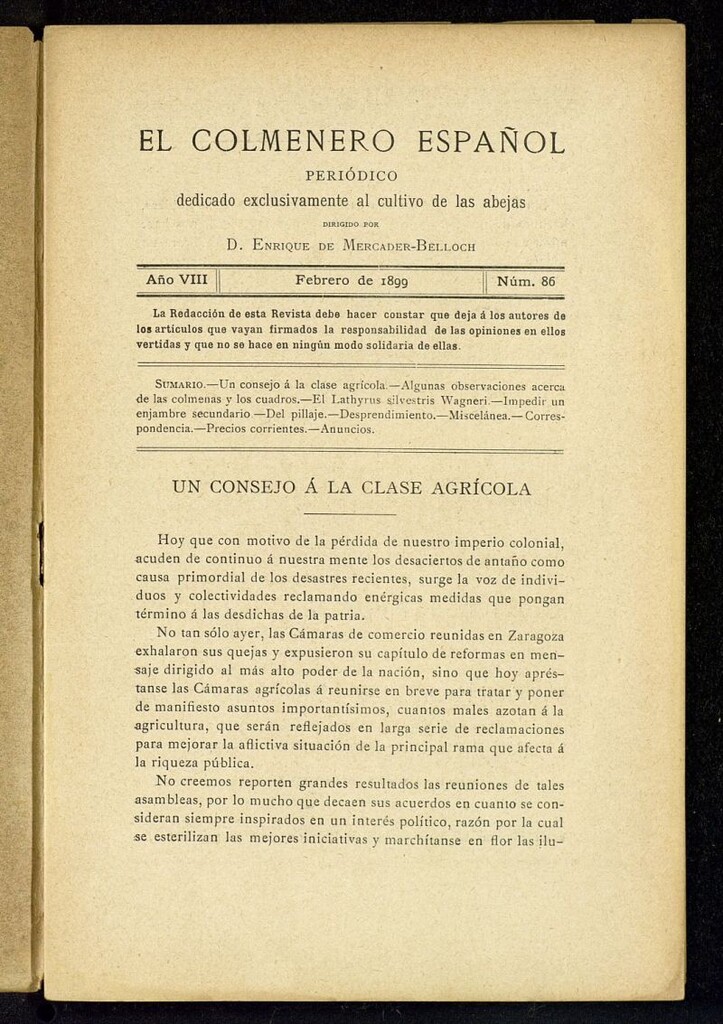 EL COLMENERO ESPAÑOL
PERIÓDICO
dedicado exclusivamente al cultivo de las abejas
DIRIGIDO POR
D. ENRIQUE DE MERCADER-BELLOCH
Año VIII Febrero de 1899 Núm. 86
La Redacción de esta Revista debe hacer constar que deja á los autores de
los artículos que vayan firmados la responsabilidad de las opiniones en ellos
vertidas y que no se hace en ningún modo solidaria de ellas.
SUMARIO.—Un consejo á la clase agrícola.—Algunas observaciones acerca
de las colmenas y los cuadros.—El Lathyrus silvestris Wagneri.—Impedir un
enjambre secundario.—Del pillaje.—Desprendimiento.—Miscelánea.—Corres-
pondencia.—Precios corrientes.—Anuncios.
UN CONSEJO Á LA CLASE AGRÍCOLA
Hoy que con motivo de la pérdida de nuestro imperio colonial,
acuden de continuo á nuestra mente los desaciertos de antaño como
causa primordial de los desastres recientes, surge la voz de indivi-
duos y colectividades reclamando enérgicas medidas que pongan
término á las desdichas de la patria.
No tan sólo ayer, las Cámaras de comercio reunidas en Zaragoza
exhalaron sus quejas y expusieron su capítulo de reformas en men-
saje dirigido al más alto poder de la nación, sino que hoy aprés-
tanse las Cámaras agrícolas á reunirse en breve para tratar y poner
de manifiesto asuntos importantísimos, cuantos males azotan á la
agricultura, que serán reflejados en larga serie de reclamaciones
para mejorar la aflictiva situación de la principal rama que afecta á
la riqueza pública.
No creemos reporten grandes resultados las reuniones de tales
asambleas, por lo mucho que decaen sus acuerdos en cuanto se con-
sideran siempre inspirados en un interés político, razón por la cual
se esterilizan las mejores iniciativas y marchítanse en flor las ilu-